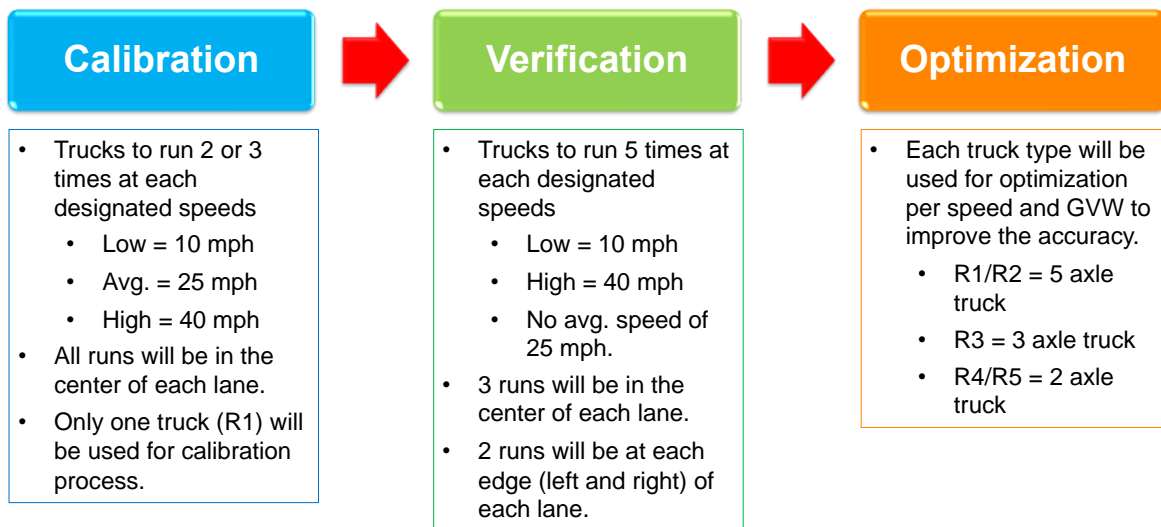 Calibration
• Trucks to run 2 or 3
times at each
designated speeds
• Low = 10 mph
• Avg. = 25 mph
• High = 40 mph
• All runs will be in the
center of each lane.
• Only one truck (R1) will
be used for calibration
process.
Verification
• Trucks to run 5 times at
each designated
speeds
• Low = 10 mph
• High = 40 mph
• No avg. speed of
25 mph.
• 3 runs will be in the
center of each lane.
• 2 runs will be at each
edge (left and right) of
each lane.
Optimization
• Each truck type will be
used for optimization
per speed and GVW to
improve the accuracy.
• R1/R2 = 5 axle
truck
• R3 = 3 axle truck
• R4/R5 = 2 axle
truck